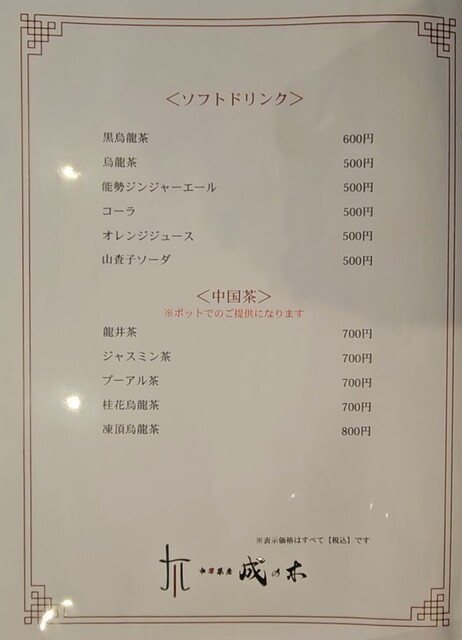 ＜ソフトドリンク＞
黒烏龍茶 600円
烏龍茶 500円
能勢ジンジャーエール 500円
コーラ 500円
オレンジジュース 500円
山査子ソーダ 500円
＜中国茶＞
※ポットでのご提供になります
龍井茶 700円
ジャスミン茶 700円
プーアル茶 700円
桂花烏龍茶 700円
凍頂烏龍茶 800円
※表示価格はすべて【税込】です
成の木